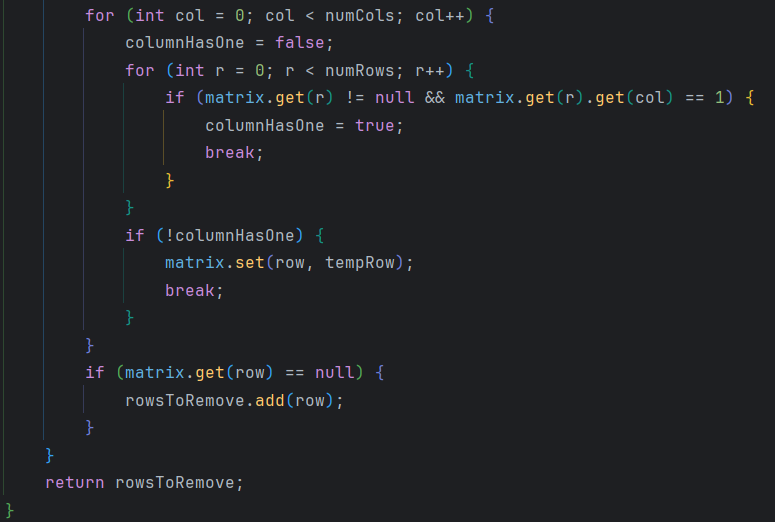 for (int col = 0; col < numCols; col++) {
columnHasOne = false;
for (int r = 0; r < numRows; r++) {
if (matrix.get(r) != null && matrix.get(r).get(col) == 1) {
columnHasOne = true;
break;
}
}
if (!columnHasOne) {
matrix.set(row, tempRow);
break;
}
}
if (matrix.get(row) == null) {
rowsToRemove.add(row);
}
}
return rowsToRemove;
}